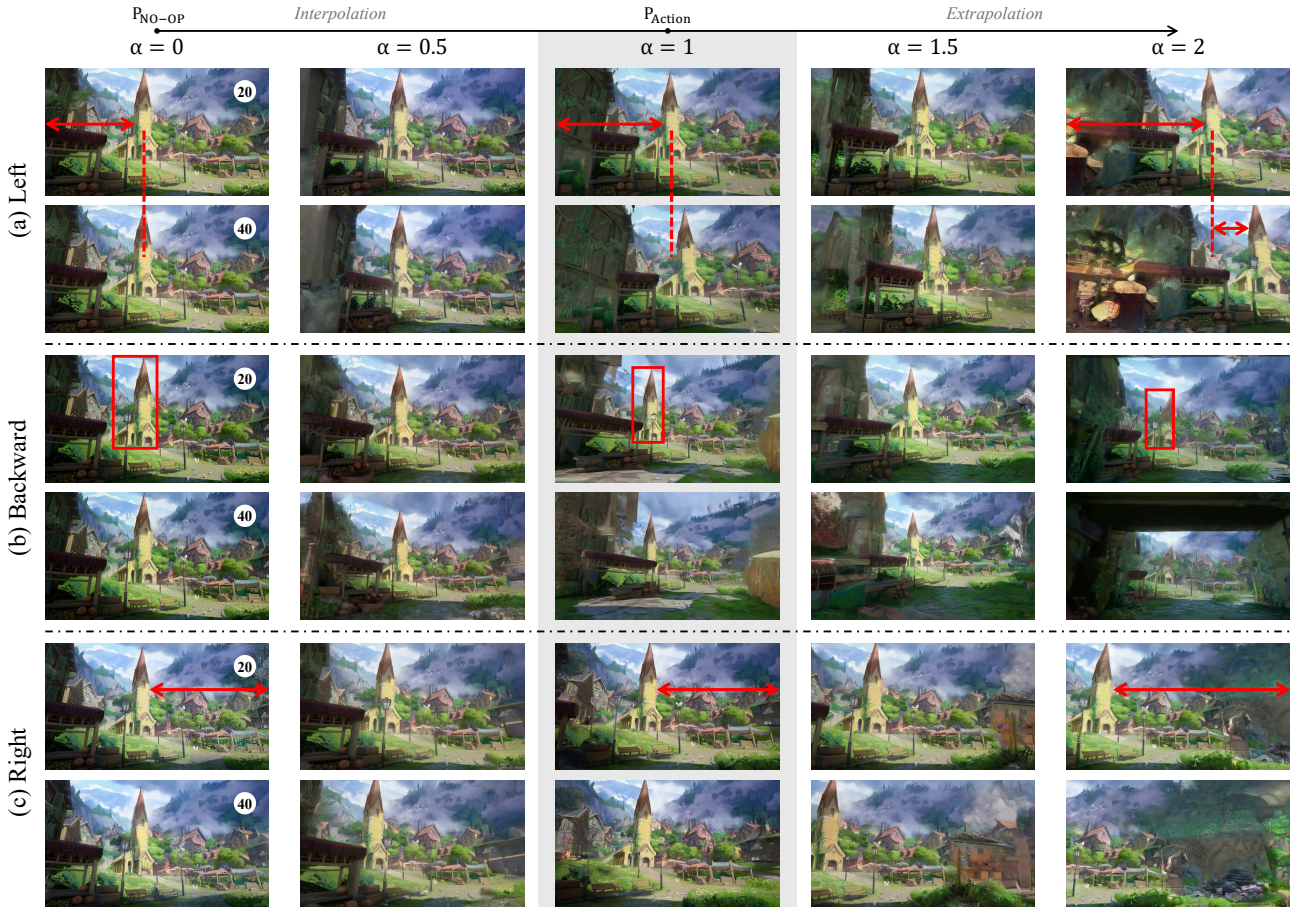 P_NO-OP Interpolation P_Action Extrapolation
α = 0 α = 0.5 α = 1 α = 1.5 α = 2
(a) Left
20
40
(b) Backward
20
40
(c) Right
20
40